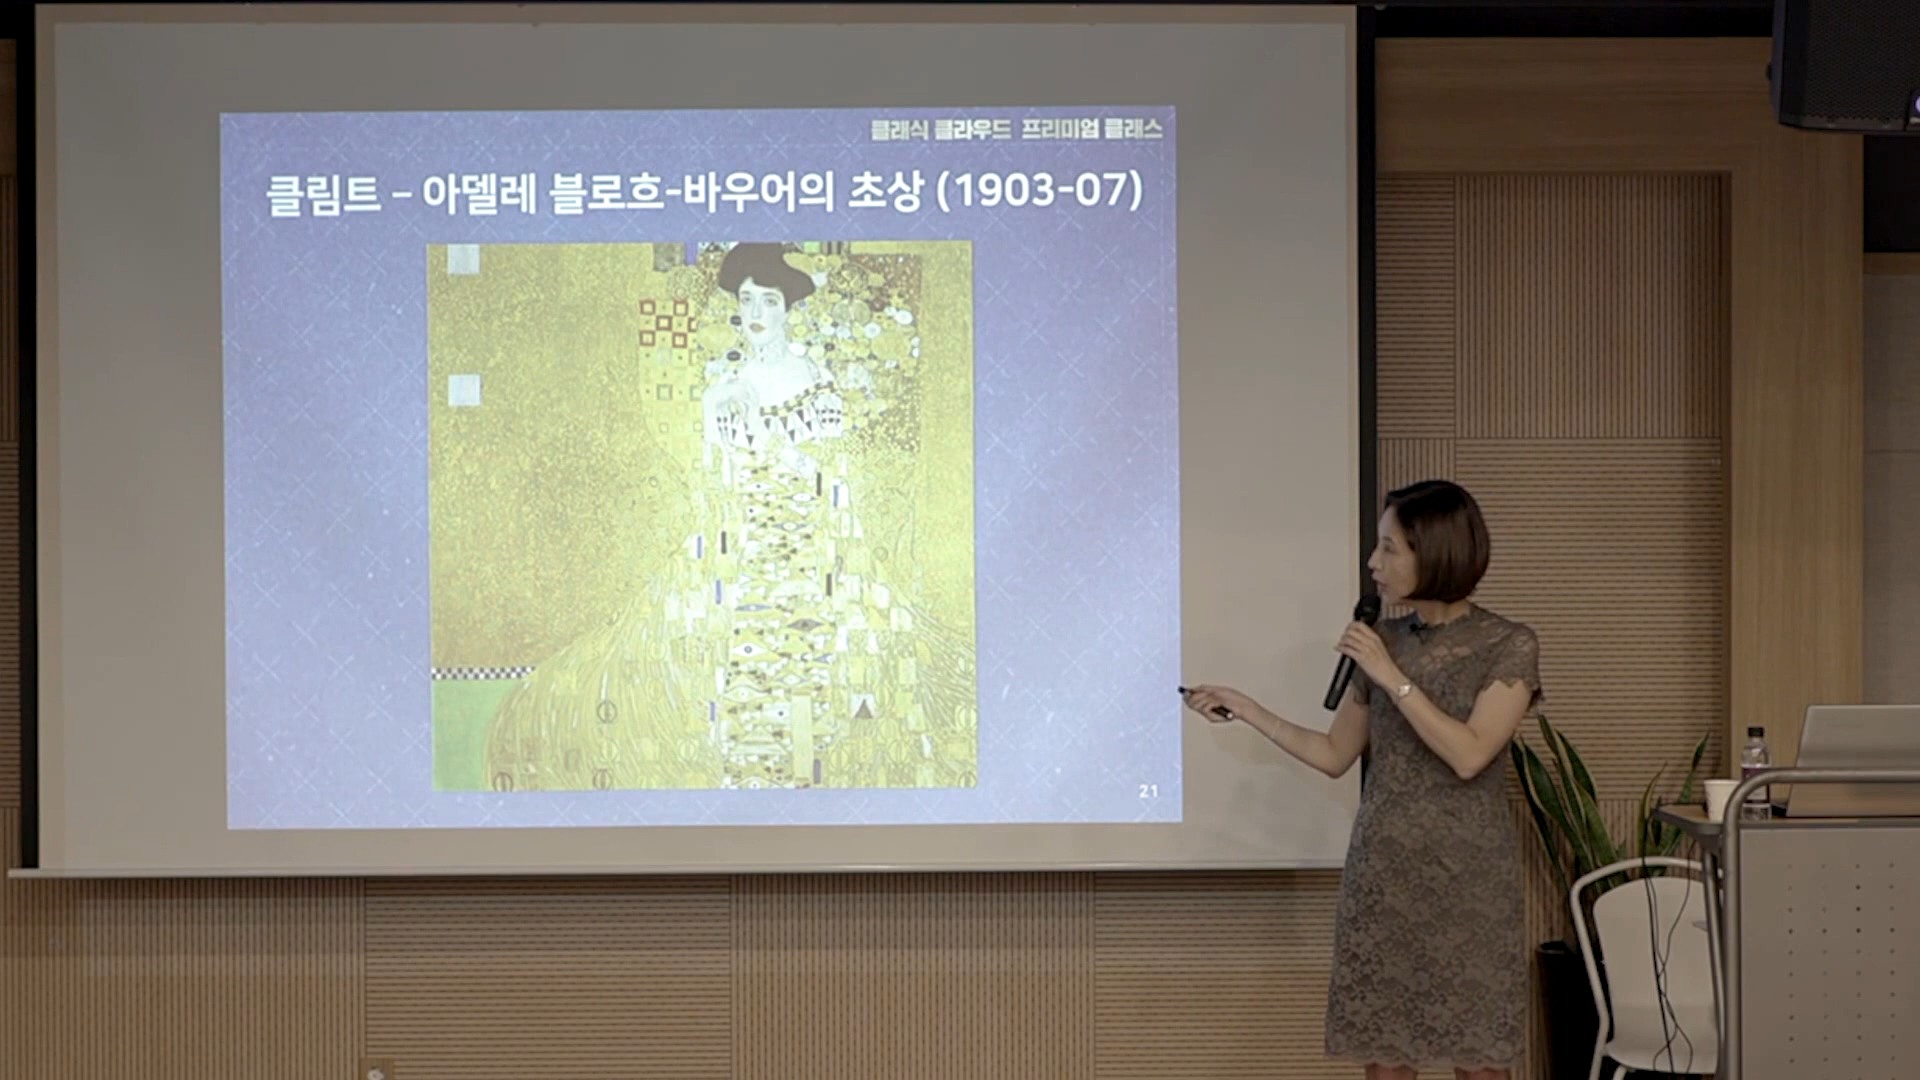 클래식 클라우드 프리미엄 클래스
클림트 – 아델레 블로흐-바우어의 초상 (1903-07)
21